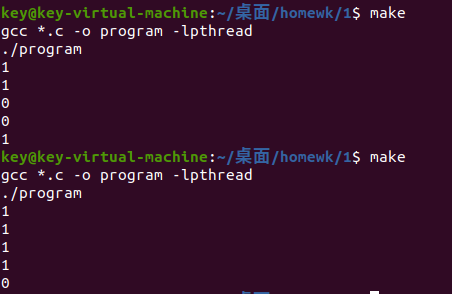 key@key-virtual-machine:~/桌面/homewk/1$ make
gcc *.c -o program -lpthread
./program
1
1
0
0
1
key@key-virtual-machine:~/桌面/homewk/1$ make
gcc *.c -o program -lpthread
./program
1
1
1
1
0